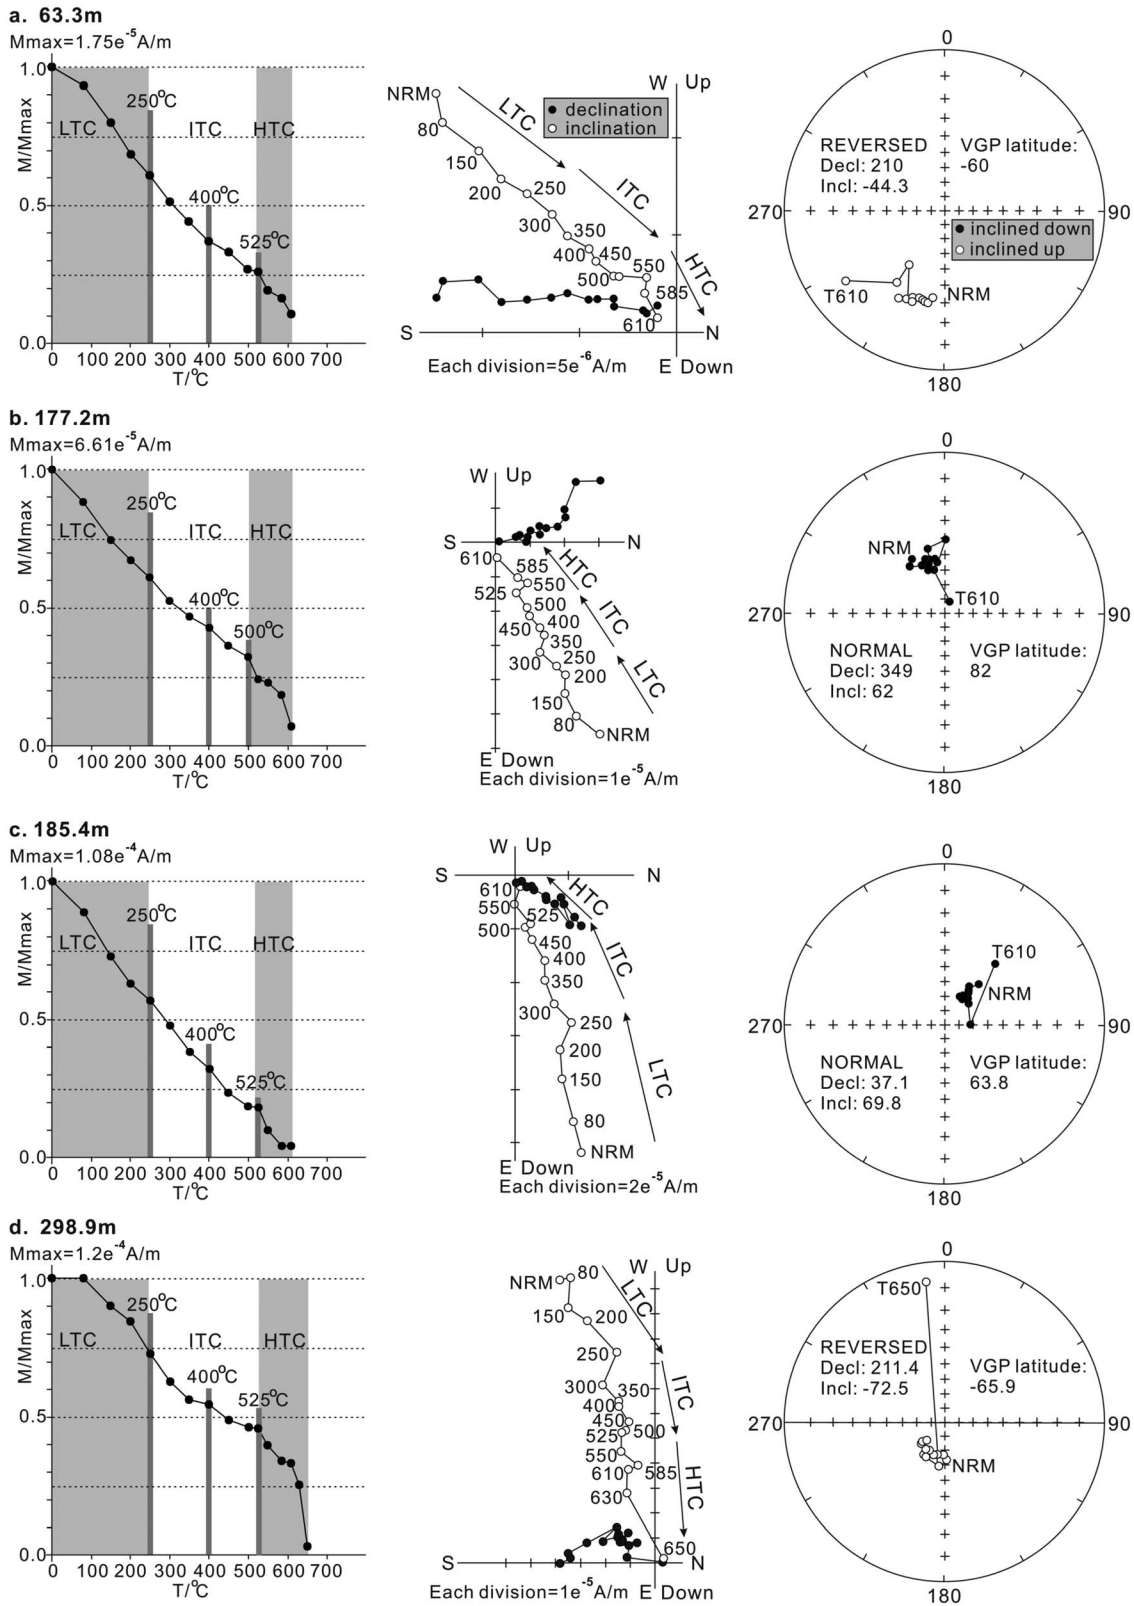 a. 63.3m
Mmax=1.75e-5A/m
1.0
LTC
250°C
ITC
HTC
M/Mmax
0.5
400°C
525°C
0.0
0 100 200 300 400 500 600 700
T/°C
W Up
NRM
LTC
declination
inclination
80
150
200
250
ITC
300
350
400
450
500
550
HTC
585
610
S
N
Each division=5e-6A/m
E Down
0
REVERSED
Decl: 210
Incl: -44.3
VGP latitude:
-60
270
90
inclined down
inclined up
T610
NRM
180
b. 177.2m
Mmax=6.61e-5A/m
1.0
250°C
LTC
ITC
HTC
M/Mmax
0.5
400°C
500°C
0.0
0 100 200 300 400 500 600 700
T/°C
W Up
S
N
610
585
HTC
525
550
500
ITC
450
400
350
300
250
LTC
200
150
80
NRM
E Down
Each division=1e-5A/m
0
NRM
T610
270
90
NORMAL
Decl: 349
Incl: 62
VGP latitude:
82
180
c. 185.4m
Mmax=1.08e-4A/m
1.0
250°C
LTC
ITC
HTC
M/Mmax
0.5
400°C
525°C
0.0
0 100 200 300 400 500 600 700
T/°C
W Up
S
N
610
HTC
550
525
500
450
ITC
400
350
300
250
200
LTC
150
80
NRM
E Down
Each division=2e-5A/m
0
T610
NRM
270
90
NORMAL
Decl: 37.1
Incl: 69.8
VGP latitude:
63.8
180
d. 298.9m
Mmax=1.2e-4A/m
1.0
250°C
LTC
ITC
HTC
M/Mmax
0.5
400°C
525°C
0.0
0 100 200 300 400 500 600 700
T/°C
W Up
NRM
80
LTC
150
200
250
300
350
ITC
400
450
500
525
550
585
610
HTC
630
650
S
N
Each division=1e-5A/m
E Down
0
T650
REVERSED
Decl: 211.4
Incl: -72.5
VGP latitude:
-65.9
270
90
NRM
180